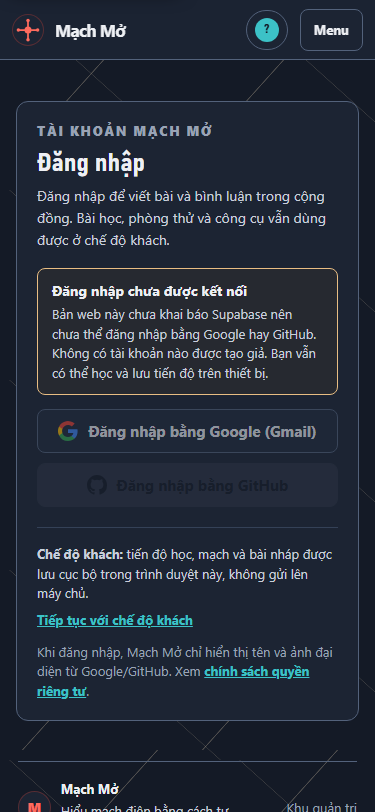 Mạch Mở
?
Menu
TÀI KHOẢN MẠCH MỞ
Đăng nhập
Đăng nhập để viết bài và bình luận trong cộng
đồng. Bài học, phòng thử và công cụ vẫn dùng
được ở chế độ khách.
Đăng nhập chưa được kết nối
Bản web này chưa khai báo Supabase nên
chưa thể đăng nhập bằng Google hay GitHub.
Không có tài khoản nào được tạo giả. Bạn vẫn
có thể học và lưu tiến độ trên thiết bị.
Đăng nhập bằng Google (Gmail)
Đăng nhập bằng GitHub
Chế độ khách: tiến độ học, mạch và bài nháp được
lưu cục bộ trong trình duyệt này, không gửi lên
máy chủ.
Tiếp tục với chế độ khách
Khi đăng nhập, Mạch Mở chỉ hiển thị tên và ảnh đại
diện từ Google/GitHub. Xem chính sách quyền
riêng tư.
Mạch Mở
M
Hiểu mạch điện bằng cách tự
Khu quản trị